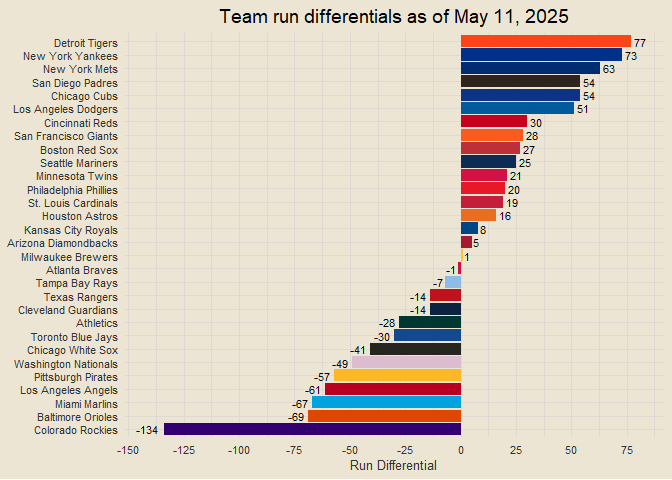 Team run differentials as of May 11, 2025
Detroit Tigers 77
New York Yankees 73
New York Mets 63
San Diego Padres 54
Chicago Cubs 54
Los Angeles Dodgers 51
Cincinnati Reds 30
San Francisco Giants 28
Boston Red Sox 27
Seattle Mariners 25
Minnesota Twins 21
Philadelphia Phillies 20
St. Louis Cardinals 19
Houston Astros 16
Kansas City Royals 8
Arizona Diamondbacks 5
Milwaukee Brewers 1
Atlanta Braves -1
Tampa Bay Rays -7
Texas Rangers -14
Cleveland Guardians -14
Athletics -28
Toronto Blue Jays -30
Chicago White Sox -41
Washington Nationals -49
Pittsburgh Pirates -57
Los Angeles Angels -61
Miami Marlins -67
Baltimore Orioles -69
Colorado Rockies -134
-150 -125 -100 -75 -50 -25 0 25 50 75
Run Differential